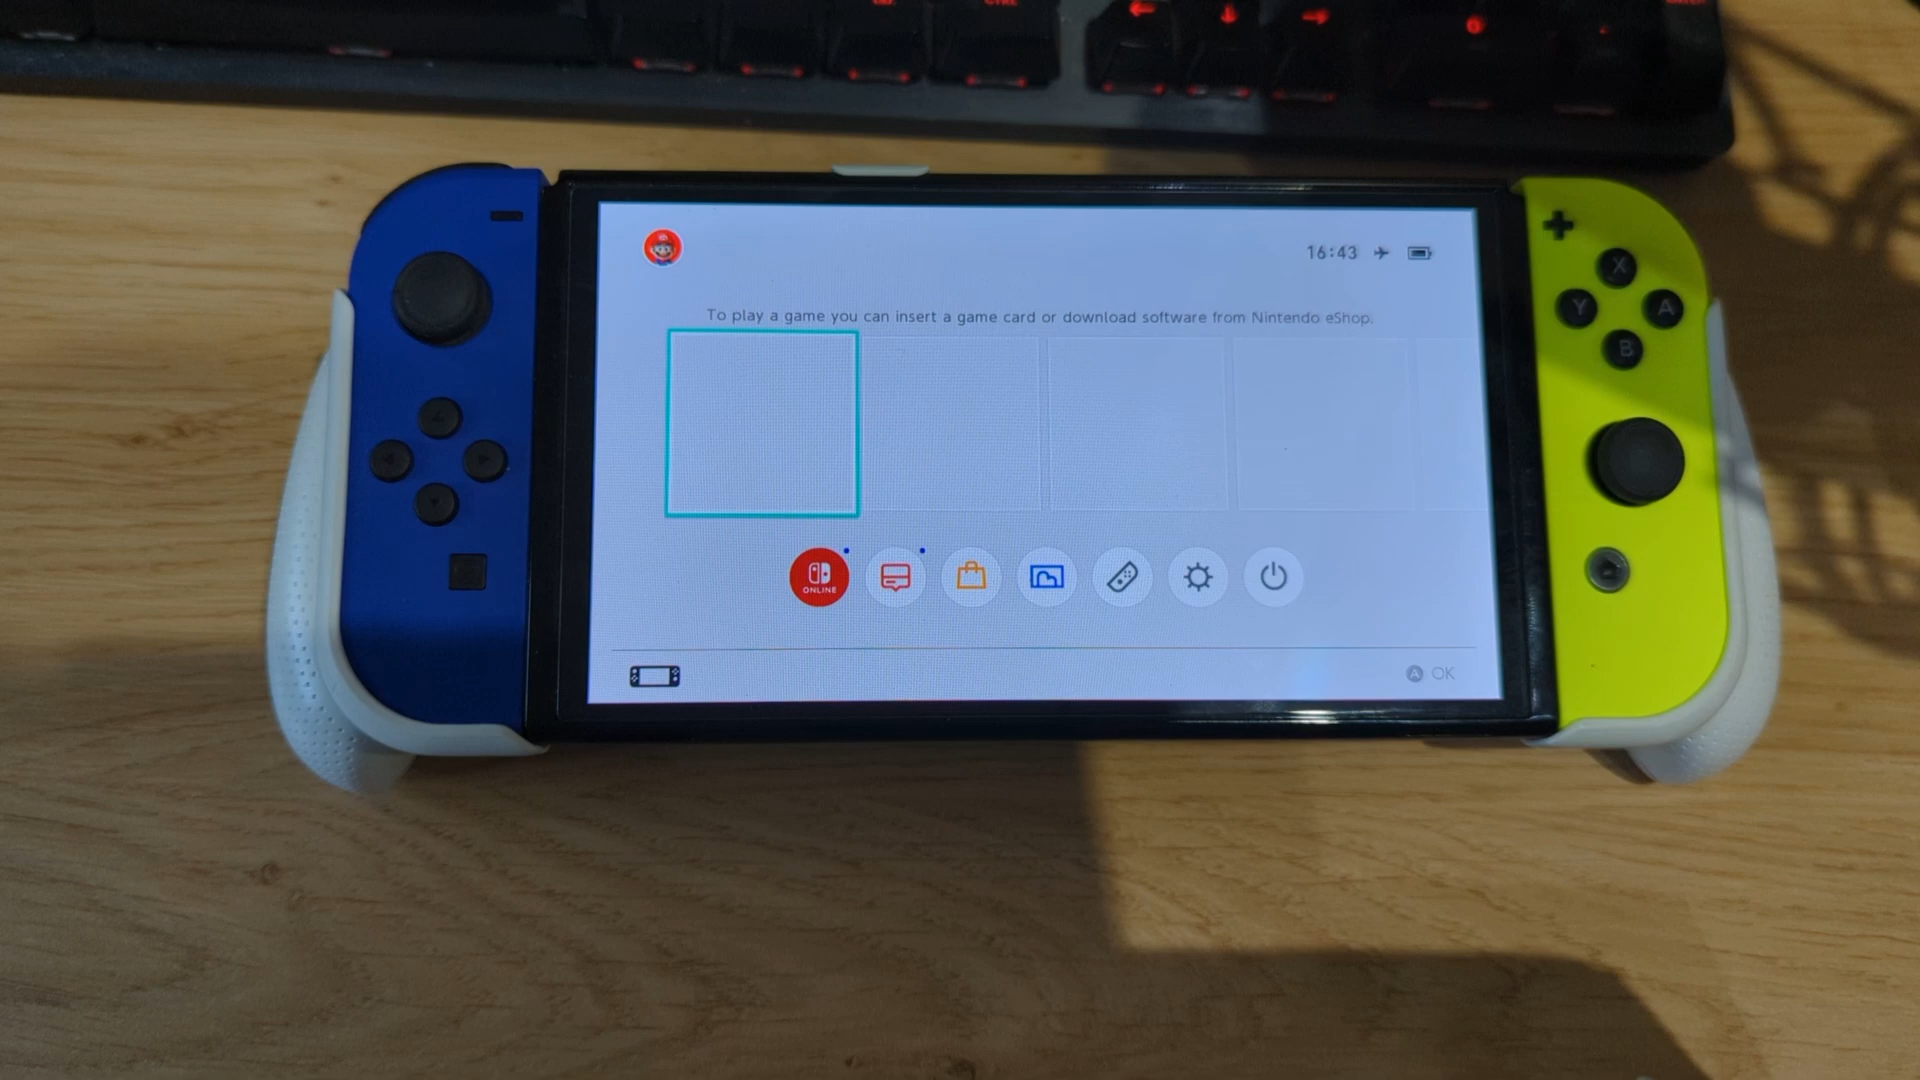 16:43
To play a game you can insert a game card or download software from Nintendo eShop.
X
Y
A
B
ONLINE
A OK